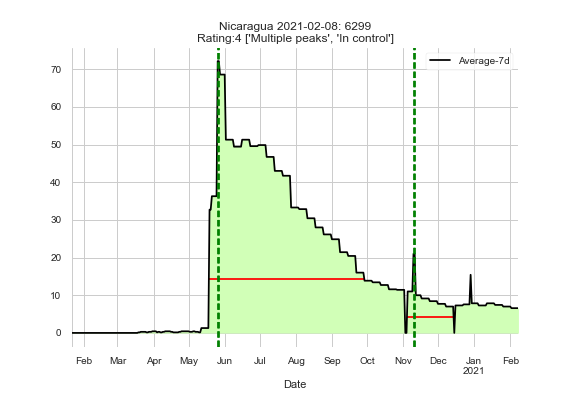 Nicaragua 2021-02-08: 6299
Rating:4 ['Multiple peaks', 'In control']
Average-7d
70
60
50
40
30
20
10
0
Feb Mar Apr May Jun Jul Aug Sep Oct Nov Dec Jan Feb
2021
Date